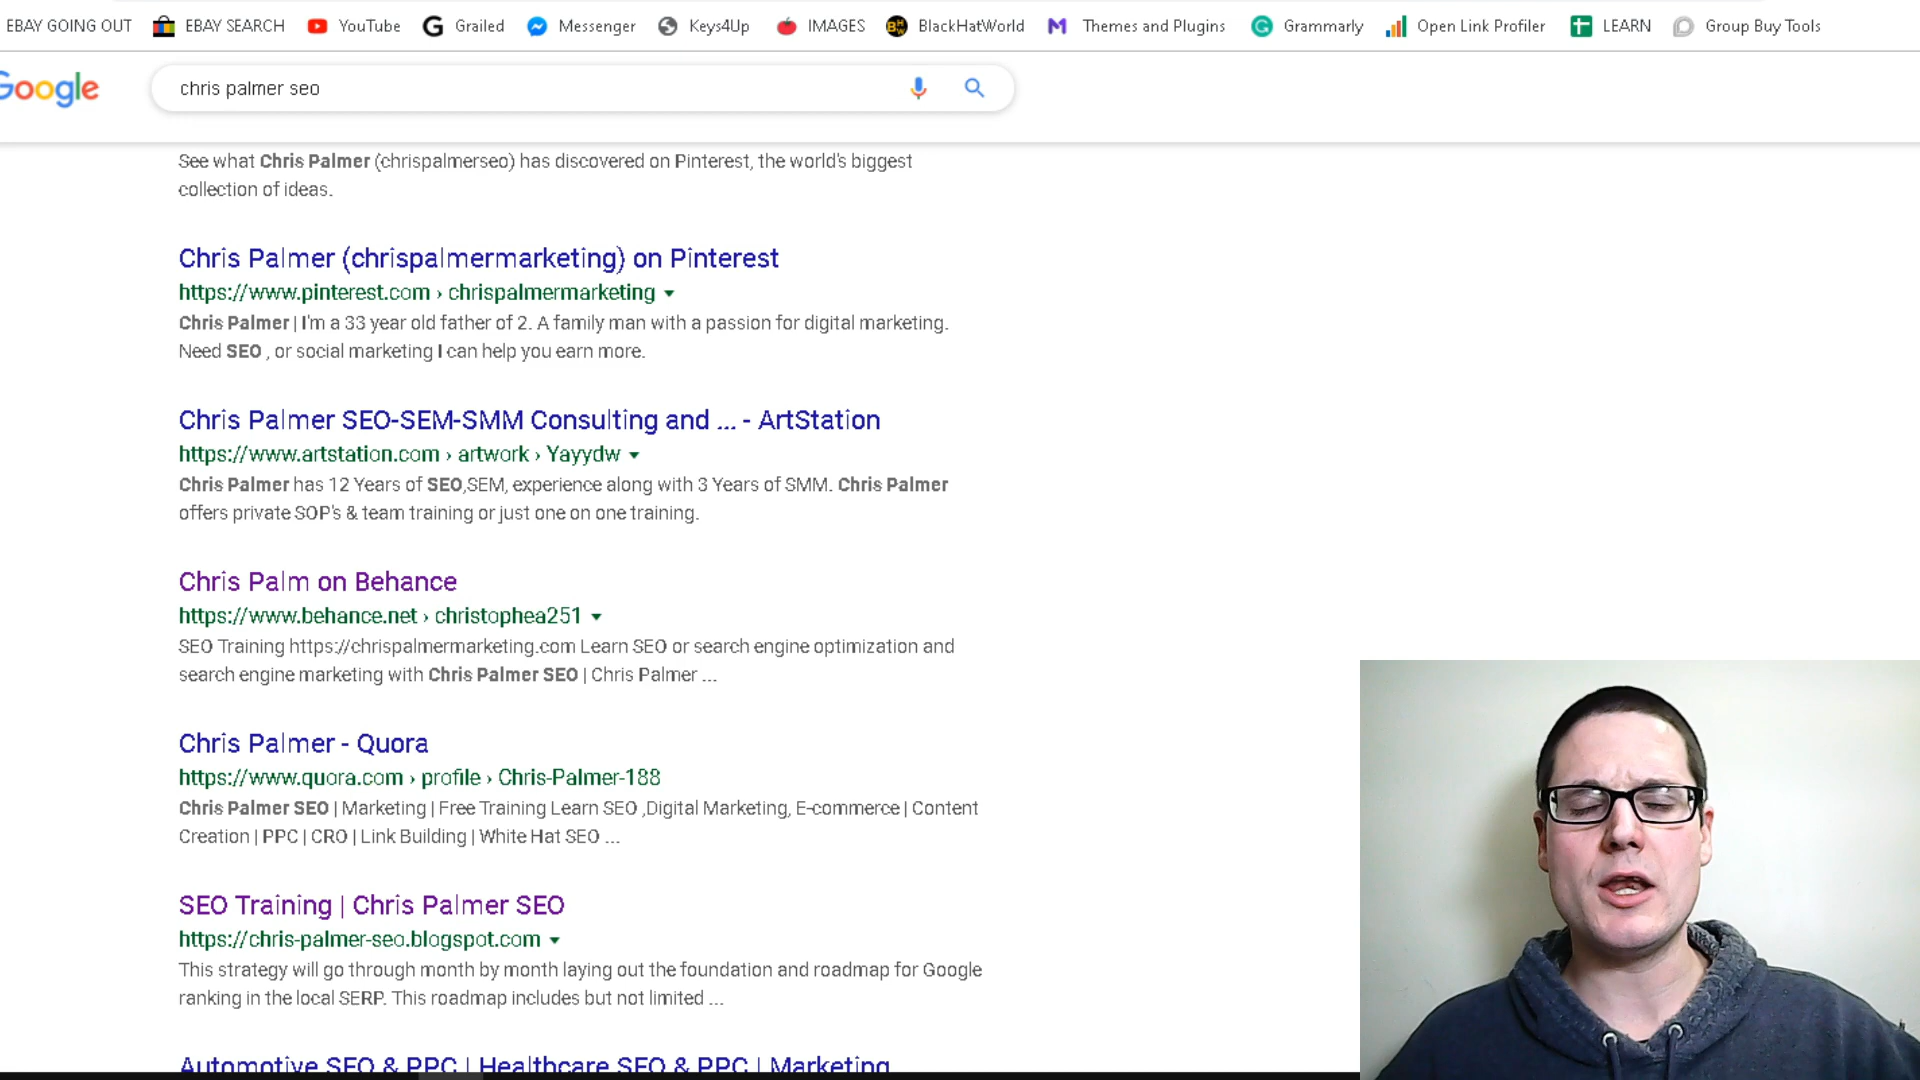 EBAY GOING OUT EBAY SEARCH YouTube Grailed Messenger Keys4Up IMAGES BlackHatWorld Themes and Plugins Grammarly Open Link Profiler LEARN Group Buy Tools
Google chris palmer seo
See what Chris Palmer (chrispalmerseo) has discovered on Pinterest, the world's biggest
collection of ideas.
Chris Palmer (chrispalmermarketing) on Pinterest
https://www.pinterest.com › chrispalmermarketing
Chris Palmer | I'm a 33 year old father of 2. A family man with a passion for digital marketing.
Need SEO , or social marketing I can help you earn more.
Chris Palmer SEO-SEM-SMM Consulting and ... - ArtStation
https://www.artstation.com › artwork › Yayydw
Chris Palmer has 12 Years of SEO,SEM, experience along with 3 Years of SMM. Chris Palmer
offers private SOP's & team training or just one on one training.
Chris Palm on Behance
https://www.behance.net › christophea251
SEO Training https://chrispalmermarketing.com Learn SEO or search engine optimization and
search engine marketing with Chris Palmer SEO | Chris Palmer ...
Chris Palmer - Quora
https://www.quora.com › profile › Chris-Palmer-188
Chris Palmer SEO | Marketing | Free Training Learn SEO ,Digital Marketing, E-commerce | Content
Creation | PPC | CRO | Link Building | White Hat SEO ...
SEO Training | Chris Palmer SEO
https://chris-palmer-seo.blogspot.com
This strategy will go through month by month laying out the foundation and roadmap for Google
ranking in the local SERP. This roadmap includes but not limited ...
Automotive SEO & PPC | Healthcare SEO & PPC | Marketing